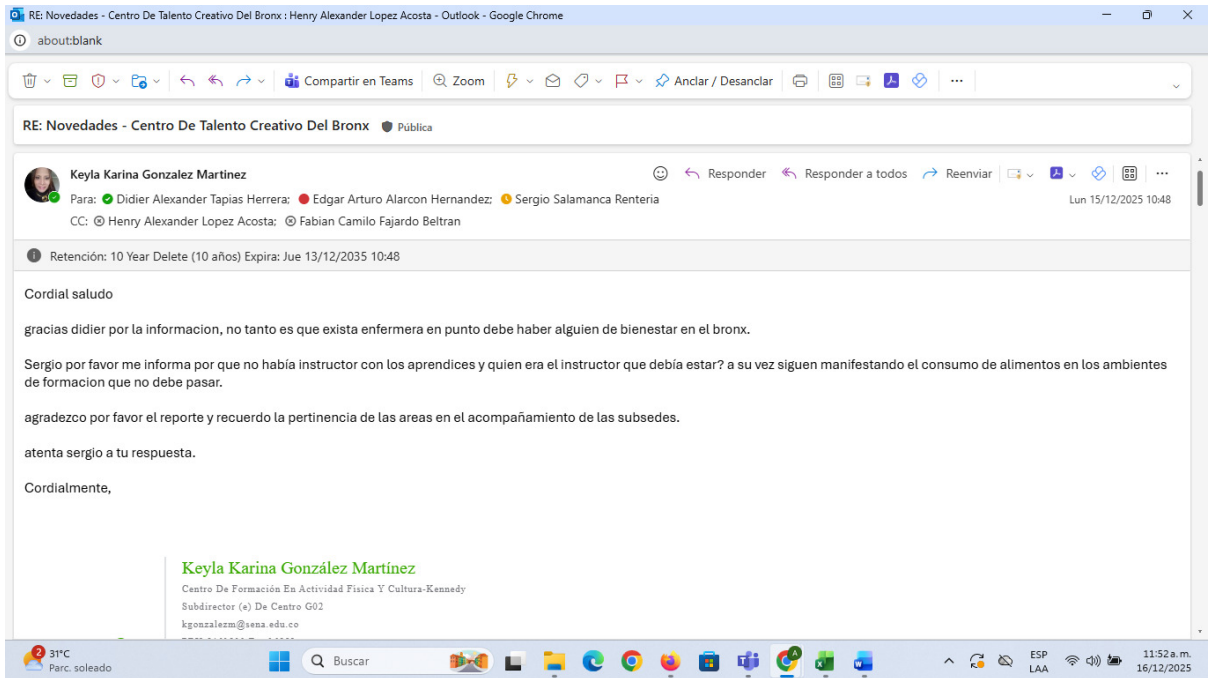 RE: Novedades - Centro De Talento Creativo Del Bronx : Henry Alexander Lopez Acosta - Outlook - Google Chrome
about:blank
Compartir en Teams Zoom Anclar / Desanclar
RE: Novedades - Centro De Talento Creativo Del Bronx Pública
Keyla Karina Gonzalez Martinez
Responder Responder a todos Reenviar
Para: Didier Alexander Tapias Herrera; Edgar Arturo Alarcon Hernandez; Sergio Salamanca Renteria
Lun 15/12/2025 10:48
CC: Henry Alexander Lopez Acosta; Fabian Camilo Fajardo Beltran
Retención: 10 Year Delete (10 años) Expira: Jue 13/12/2035 10:48
Cordial saludo
gracias didier por la informacion, no tanto es que exista enfermera en punto debe haber alguien de bienestar en el bronx.
Sergio por favor me informa por que no había instructor con los aprendices y quien era el instructor que debía estar? a su vez siguen manifestando el consumo de alimentos en los ambientes
de formacion que no debe pasar.
agradezco por favor el reporte y recuerdo la pertinencia de las areas en el acompañamiento de las subsedes.
atenta sergio a tu respuesta.
Cordialmente,
Keyla Karina González Martínez
Centro De Formación En Actividad Física Y Cultura-Kennedy
Subdirector (e) De Centro G02
kgonzalezm@sena.edu.co
2
31°C
Parc. soleado
Buscar
ESP
LAA
11:52 a. m.
16/12/2025